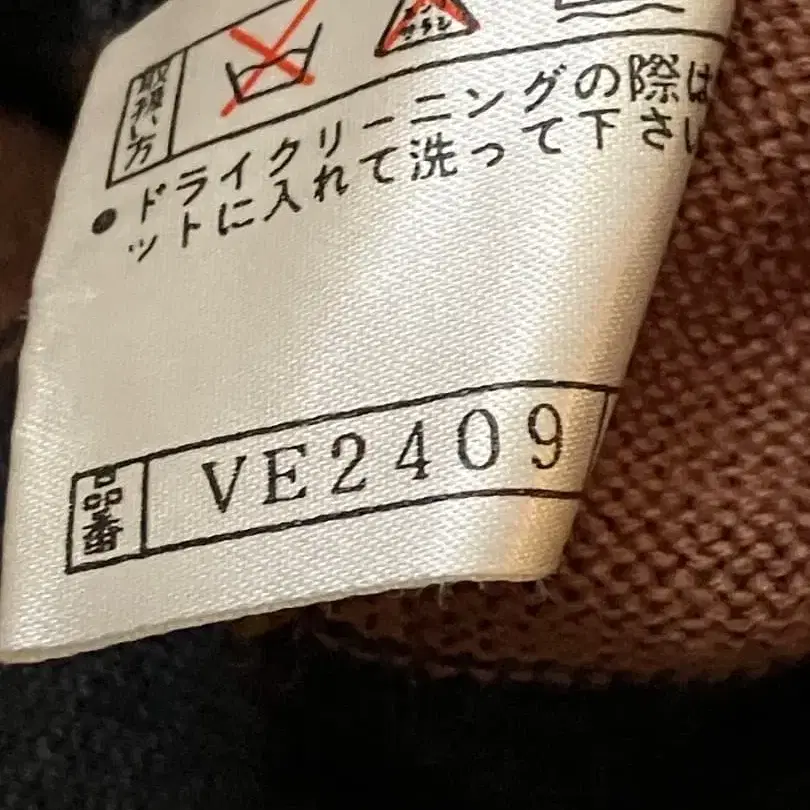 取扱い方
●ドライクリーニングの際は
ットに入れて洗って下さい
品番 VE2409